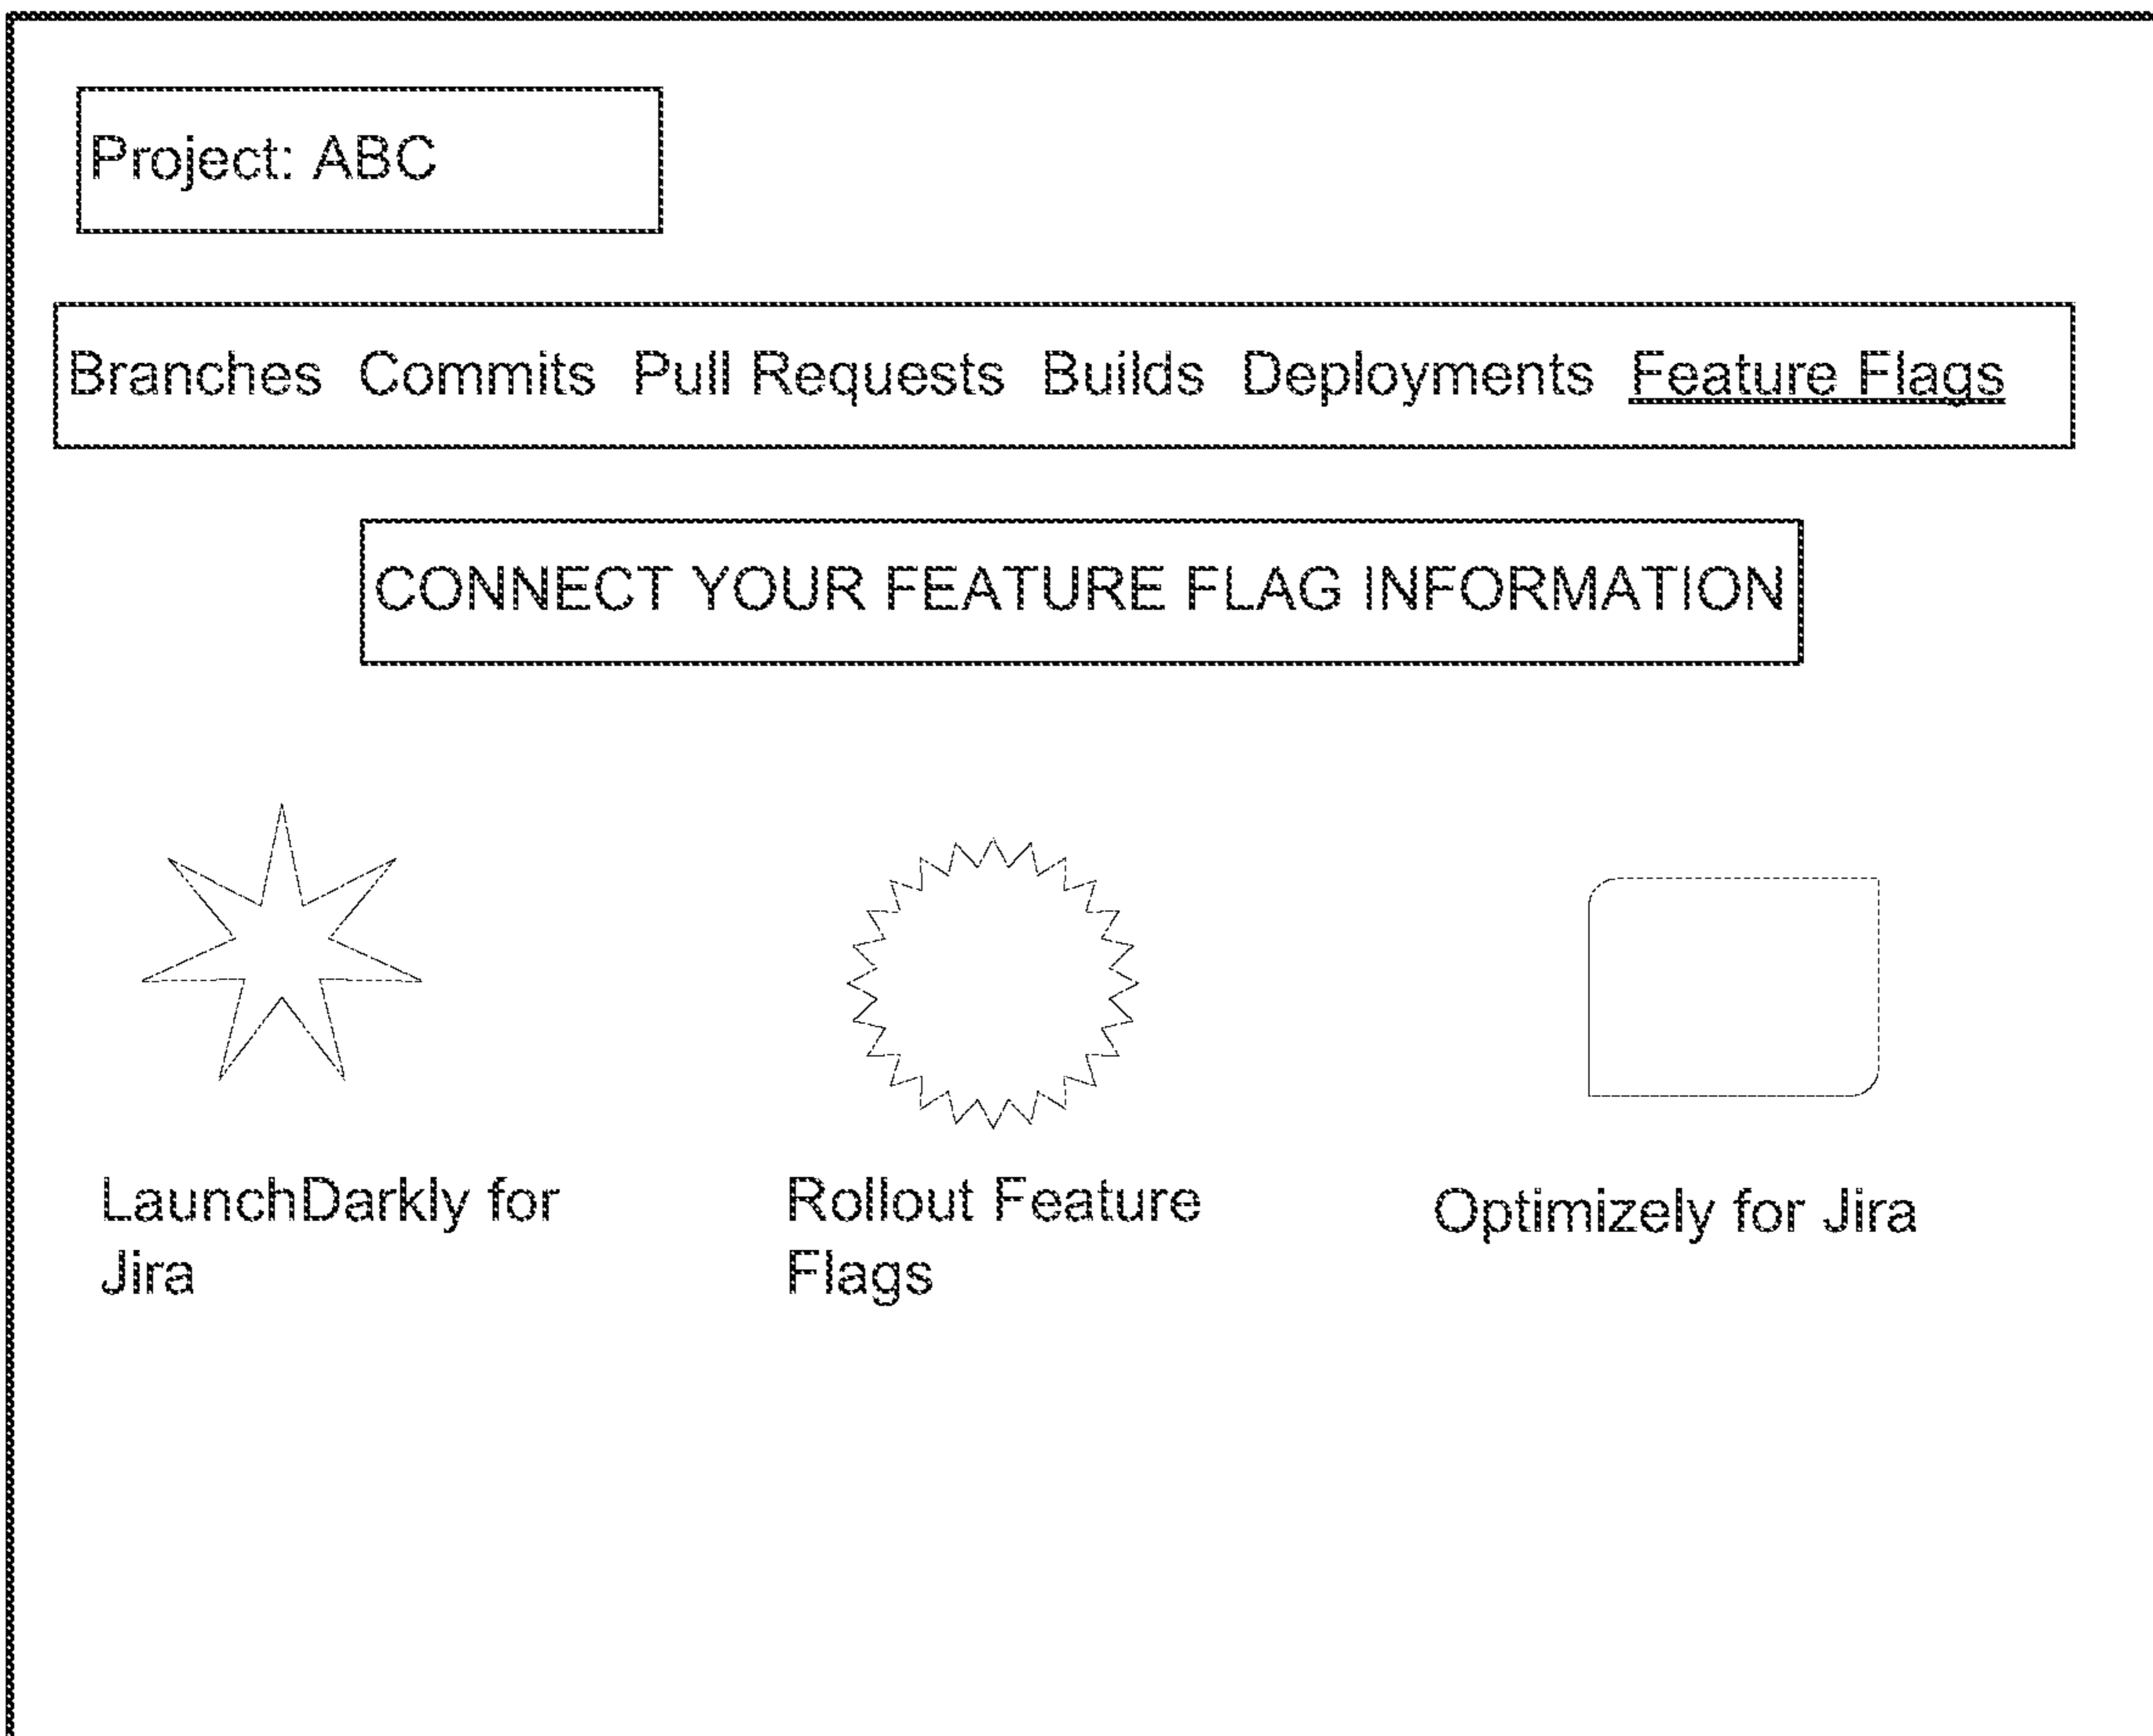 Project: ABC
Branches Commits Pull Requests Builds Deployments Feature Flags
CONNECT YOUR FEATURE FLAG INFORMATION
LaunchDarkly for
Jira
Rollout Feature
Flags
Optimizely for Jira